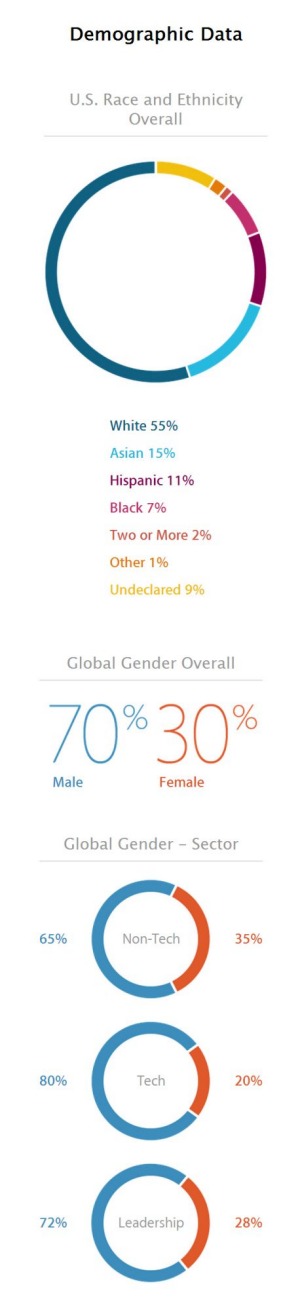 Demographic Data
U.S. Race and Ethnicity
Overall
White 55%
Asian 15%
Hispanic 11%
Black 7%
Two or More 2%
Other 1%
Undeclared 9%
Global Gender Overall
70% 30%
Male Female
Global Gender – Sector
65% Non-Tech 35%
80% Tech 20%
72% Leadership 28%